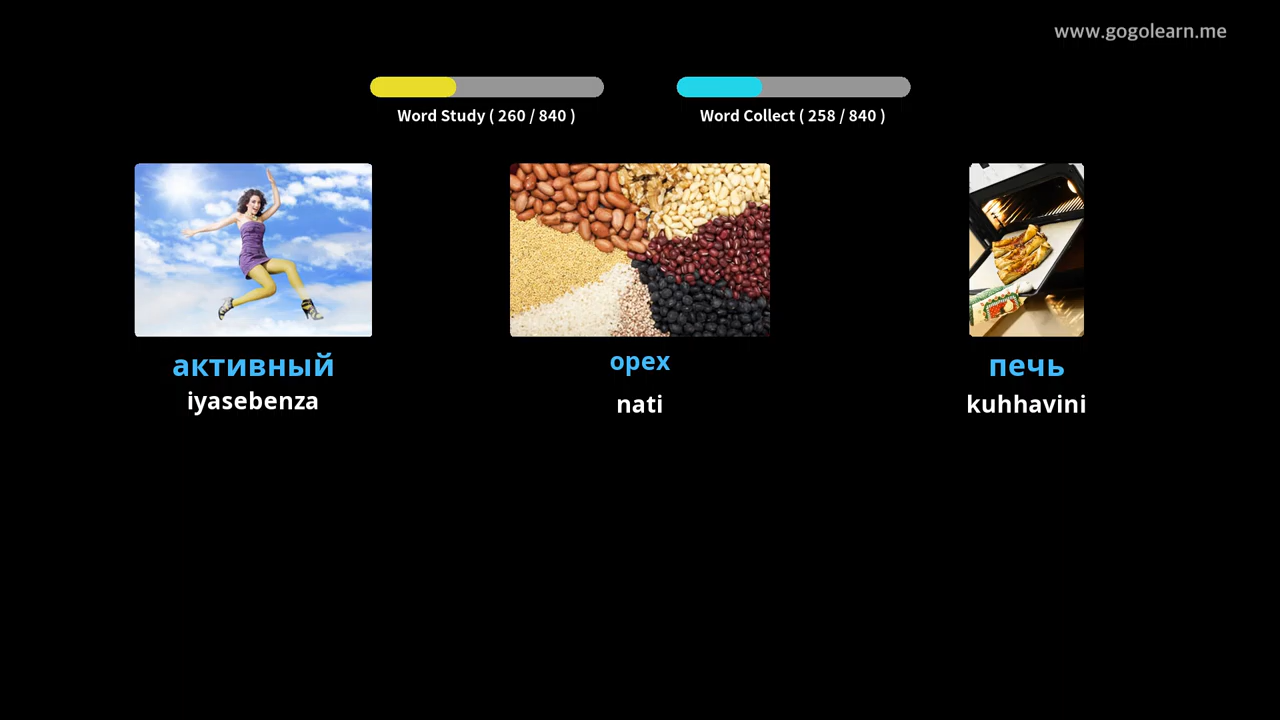 www.gogolearn.me
Word Study ( 260 / 840 )
Word Collect ( 258 / 840 )
активный
орех
печь
iyasebenza
nati
kuhhavini